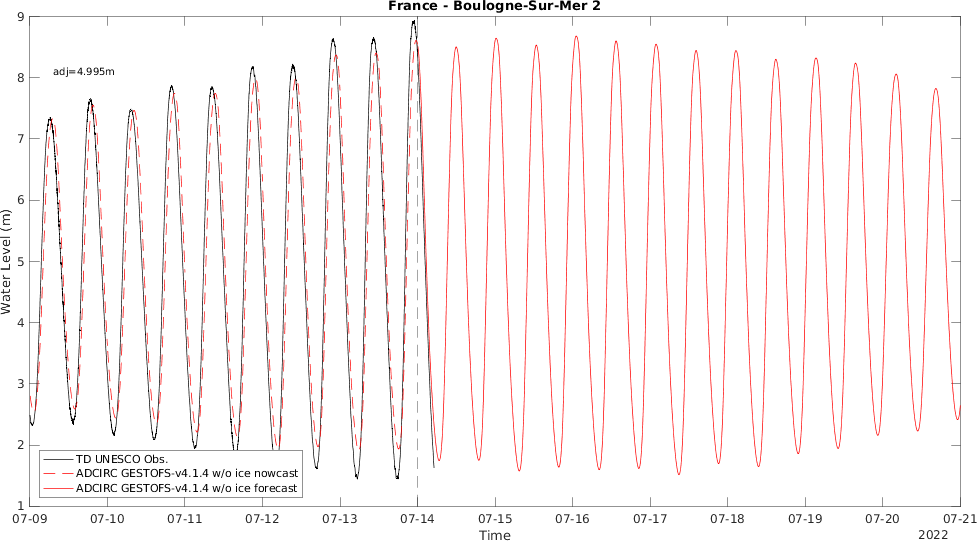 France - Boulogne-Sur-Mer 2
adj=4.995m
Water Level (m)
9
8
7
6
5
4
3
2
1
TD UNESCO Obs.
ADCIRC GESTOFS-v4.1.4 w/o ice nowcast
ADCIRC GESTOFS-v4.1.4 w/o ice forecast
07-09 07-10 07-11 07-12 07-13 07-14 07-15 07-16 07-17 07-18 07-19 07-20 07-21
Time
2022